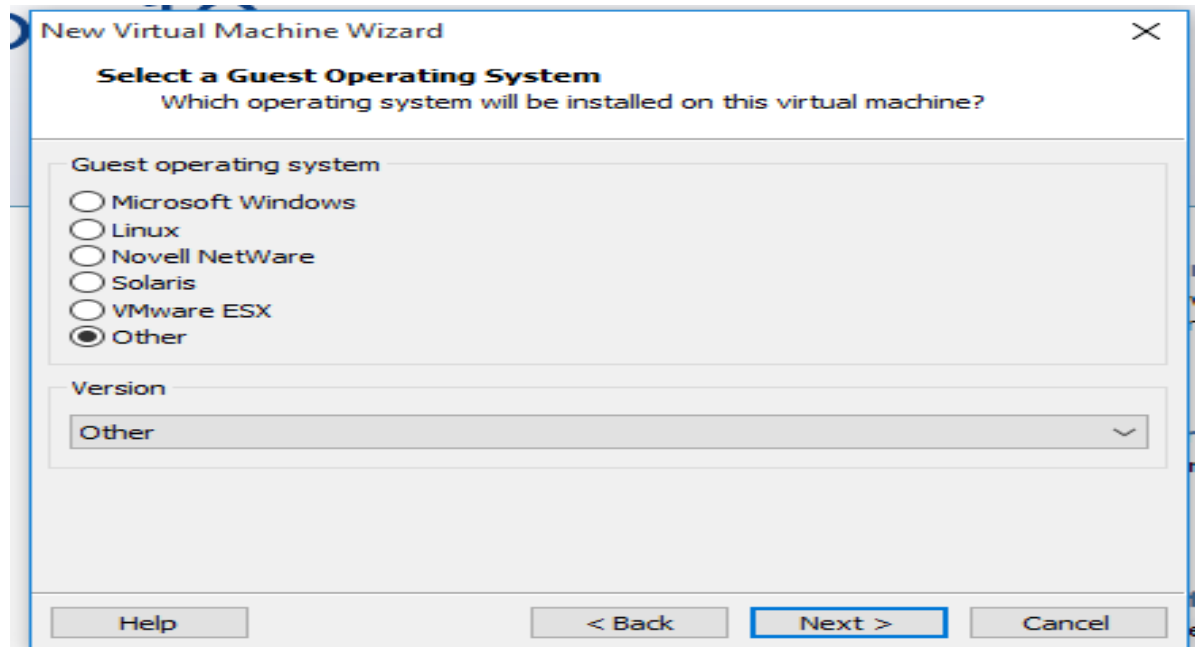 New Virtual Machine Wizard
Select a Guest Operating System
Which operating system will be installed on this virtual machine?
Guest operating system
Microsoft Windows
Linux
Novell NetWare
Solaris
VMware ESX
Other
Version
Other
Help
< Back
Next >
Cancel